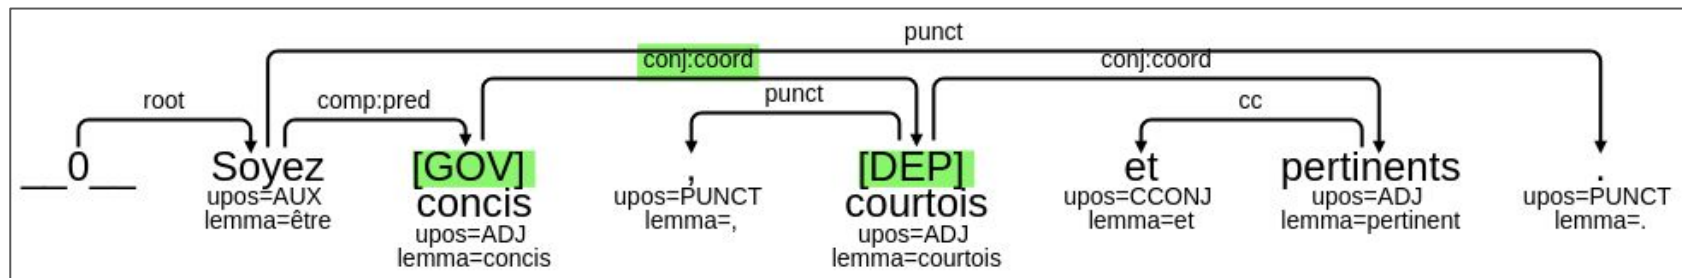 punct
conj:coord conj:coord
root comp:pred punct cc
__0__ Soyez [GOV] , [DEP] et pertinents .
upos=AUX concis upos=PUNCT courtois upos=CCONJ upos=ADJ upos=PUNCT
lemma=être upos=ADJ lemma=, upos=ADJ lemma=et lemma=pertinent lemma=.
lemma=concis lemma=courtois